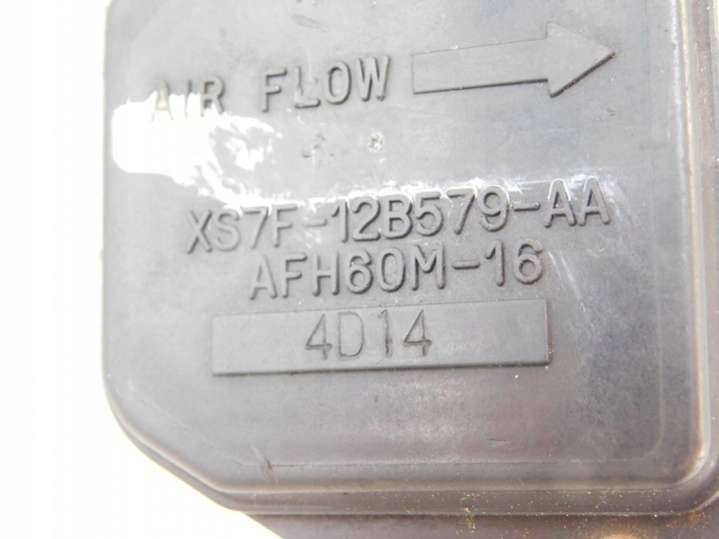 AIR FLOW
XS7F-12B579-AA
AFH60M-16
4D14